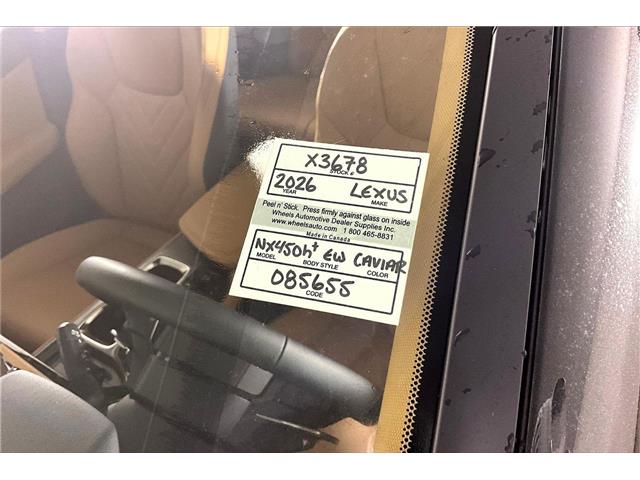 X3678
STOCK #
2026 LEXUS
YEAR MAKE
Peel n' Stick. Press firmly against glass on inside
Wheels Automotive Dealer Supplies Inc.
www.wheelsauto.com 1 800 465-8831
Made in Canada
NX450h+ EW CAVIAR
MODEL BODY STYLE COLOR
085655
CODE